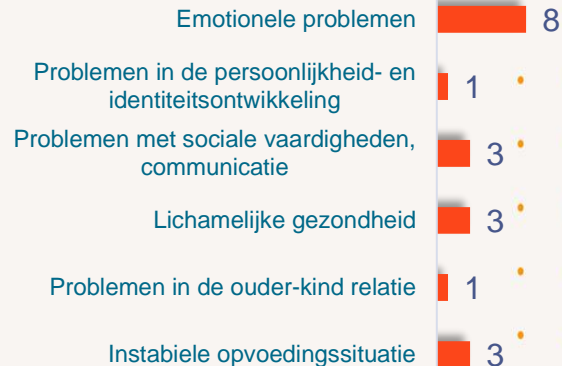 Emotionele problemen 8
Problemen in de persoonlijkheid- en
identiteitsontwikkeling 1
Problemen met sociale vaardigheden,
communicatie 3
Lichamelijke gezondheid 3
Problemen in de ouder-kind relatie 1
Instabiele opvoedingssituatie 3